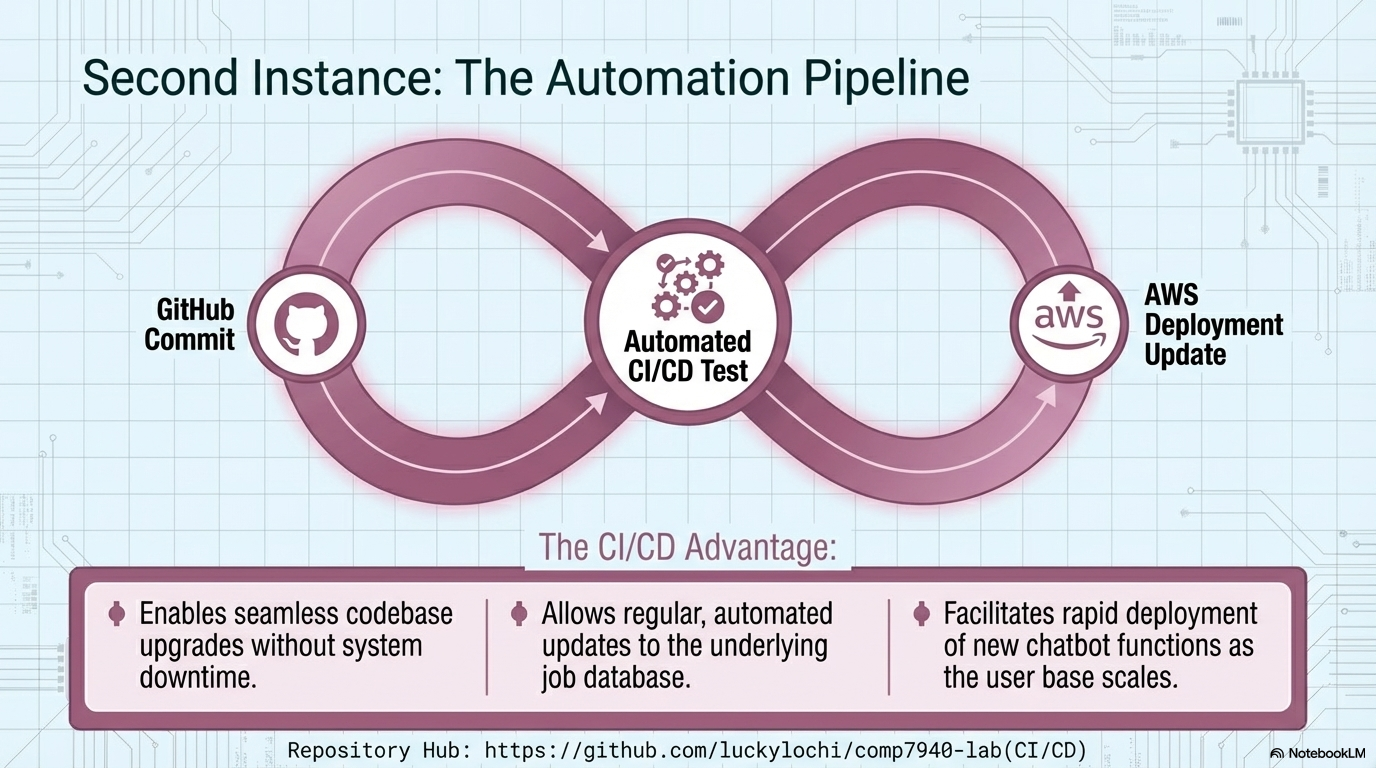 Second Instance: The Automation Pipeline
GitHub
Commit
Automated
CI/CD Test
aws
AWS
Deployment
Update
The CI/CD Advantage:
Enables seamless codebase
upgrades without system
downtime.
Allows regular, automated
updates to the underlying
job database.
Facilitates rapid deployment
of new chatbot functions as
the user base scales.
Repository Hub: https://github.com/luckylochi/comp7940-lab(CI/CD)
NotebookLM